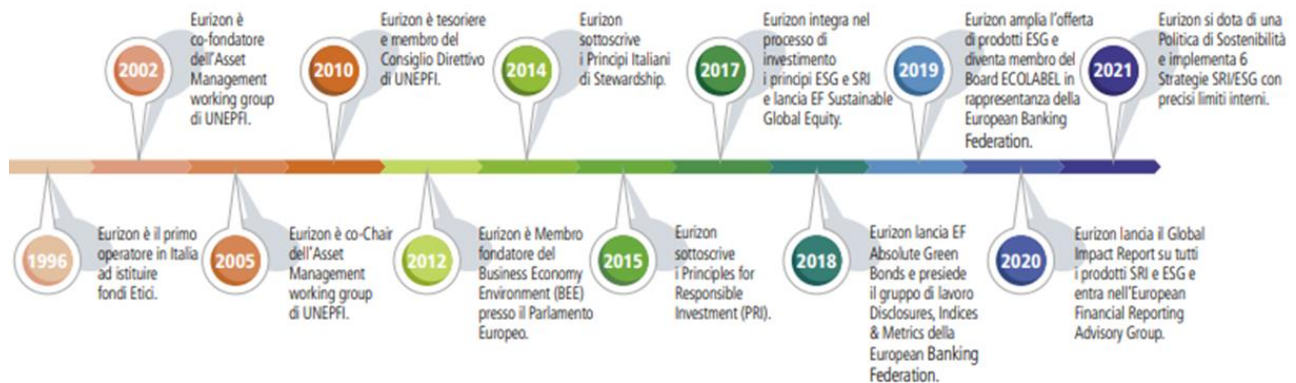 2002
Eurizon è
co-fondatore
dell'Asset
Management
working group
di UNEPFI.
2010
Eurizon è tesoriere
e membro del
Consiglio Direttivo
di UNEPFI.
2014
Eurizon
sottoscrive
i Principi Italiani
di Stewardship.
2017
Eurizon integra nel
processo di
investimento
i principi ESG e SRI
e lancia EF Sustainable
Global Equity.
2019
Eurizon amplia l'offerta
di prodotti ESG e
diventa membro del
Board ECOLABEL in
rappresentanza della
European Banking
Federation.
2021
Eurizon si dota di una
Politica di Sostenibilità
e implementa 6
Strategie SRI/ESG con
precisi limiti interni.
1996
Eurizon è il primo
operatore in Italia
ad istituire
fondi Etici.
2005
Eurizon è co-Chair
dell'Asset
Management
working group
di UNEPFI.
2012
Eurizon è Membro
fondatore del
Business Economy
Environment (BEE)
presso il Parlamento
Europeo.
2015
Eurizon
sottoscrive
i Principles for
Responsible
Investment (PRI).
2018
Eurizon lancia EF
Absolute Green
Bonds e presiede
il gruppo di lavoro
Disclosures, Indices
& Metrics della
European Banking
Federation.
2020
Eurizon lancia il Global
Impact Report su tutti
i prodotti SRI e ESG e
entra nell'European
Financial Reporting
Advisory Group.